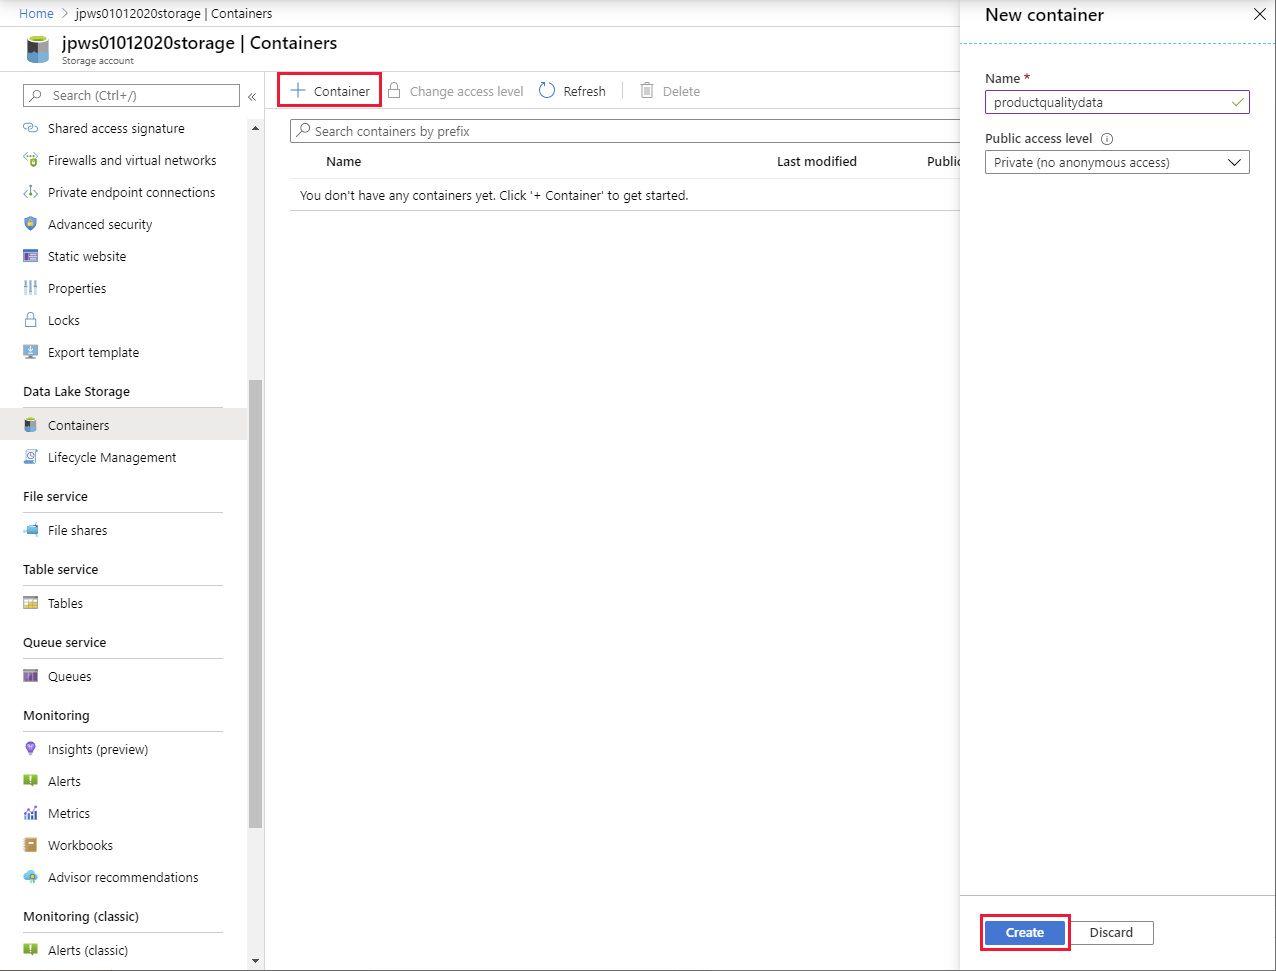 Home > jpws01012020storage | Containers
jpws01012020storage | Containers
Storage account
Search (Ctrl+/)
«
Shared access signature
Firewalls and virtual networks
Private endpoint connections
Advanced security
Static website
Properties
Locks
Export template
Data Lake Storage
Containers
Lifecycle Management
File service
File shares
Table service
Tables
Queue service
Queues
Monitoring
Insights (preview)
Alerts
Metrics
Workbooks
Advisor recommendations
Monitoring (classic)
Alerts (classic)
+ Container Change access level Refresh Delete
Search containers by prefix
Name Last modified Public
You don't have any containers yet. Click '+ Container' to get started.
New container
Name *
productqualitydata
Public access level
Private (no anonymous access)
Create Discard